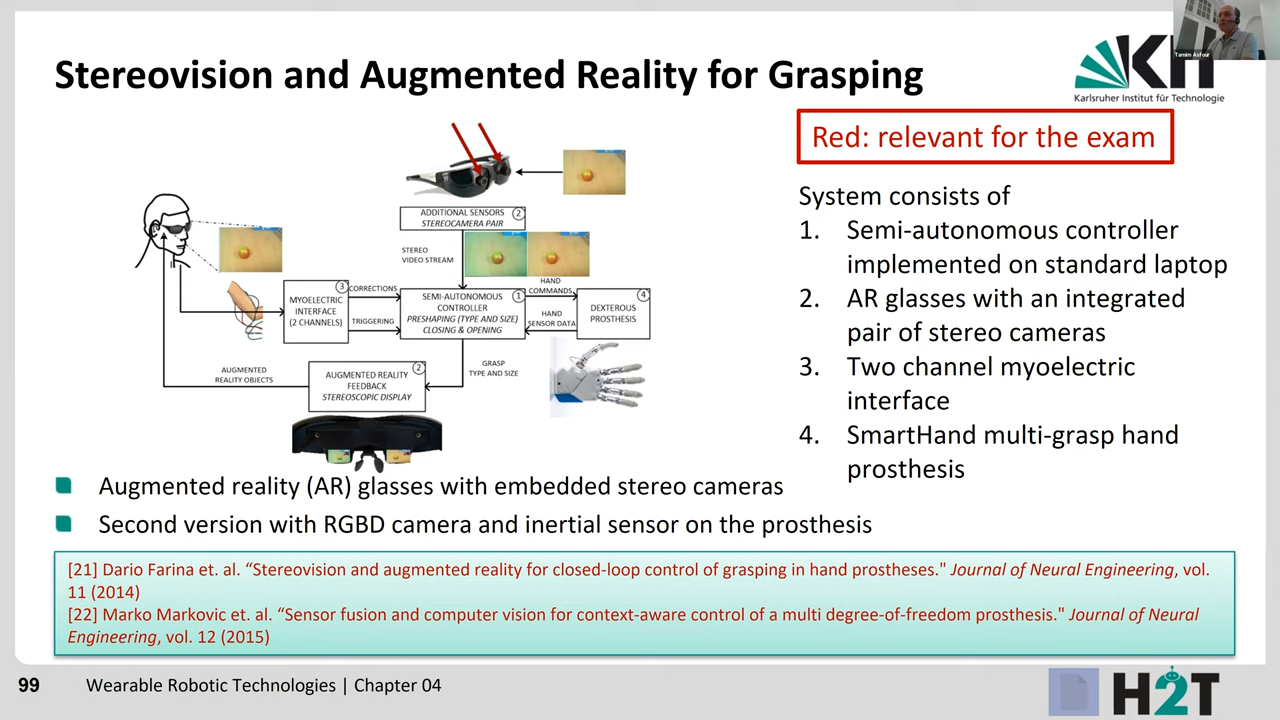 Stereovision and Augmented Reality for Grasping
Tamim Asfour
KIT
Karlsruher Institut für Technologie
Red: relevant for the exam
ADDITIONAL SENSORS
STEREOCAMERA PAIR
2
STEREO
VIDEO STREAM
MYOELECTRIC
INTERFACE
(2 CHANNELS)
3
CORRECTIONS
TRIGGERING
SEMI-AUTONOMOUS
CONTROLLER
PRESHAPING (TYPE AND SIZE)
CLOSING & OPENING
1
HAND
COMMANDS
HAND
SENSOR DATA
DEXTEROUS
PROSTHESIS
4
AUGMENTED
REALITY OBJECTS
AUGMENTED REALITY
FEEDBACK
STEREOSCOPIC DISPLAY
2
GRASP
TYPE AND SIZE
System consists of
1. Semi-autonomous controller
implemented on standard laptop
2. AR glasses with an integrated
pair of stereo cameras
3. Two channel myoelectric
interface
4. SmartHand multi-grasp hand
prosthesis
Augmented reality (AR) glasses with embedded stereo cameras
Second version with RGBD camera and inertial sensor on the prosthesis
[21] Dario Farina et. al. “Stereovision and augmented reality for closed-loop control of grasping in hand prostheses." Journal of Neural Engineering, vol.
11 (2014)
[22] Marko Markovic et. al. “Sensor fusion and computer vision for context-aware control of a multi degree-of-freedom prosthesis." Journal of Neural
Engineering, vol. 12 (2015)
99 Wearable Robotic Technologies | Chapter 04
H2T